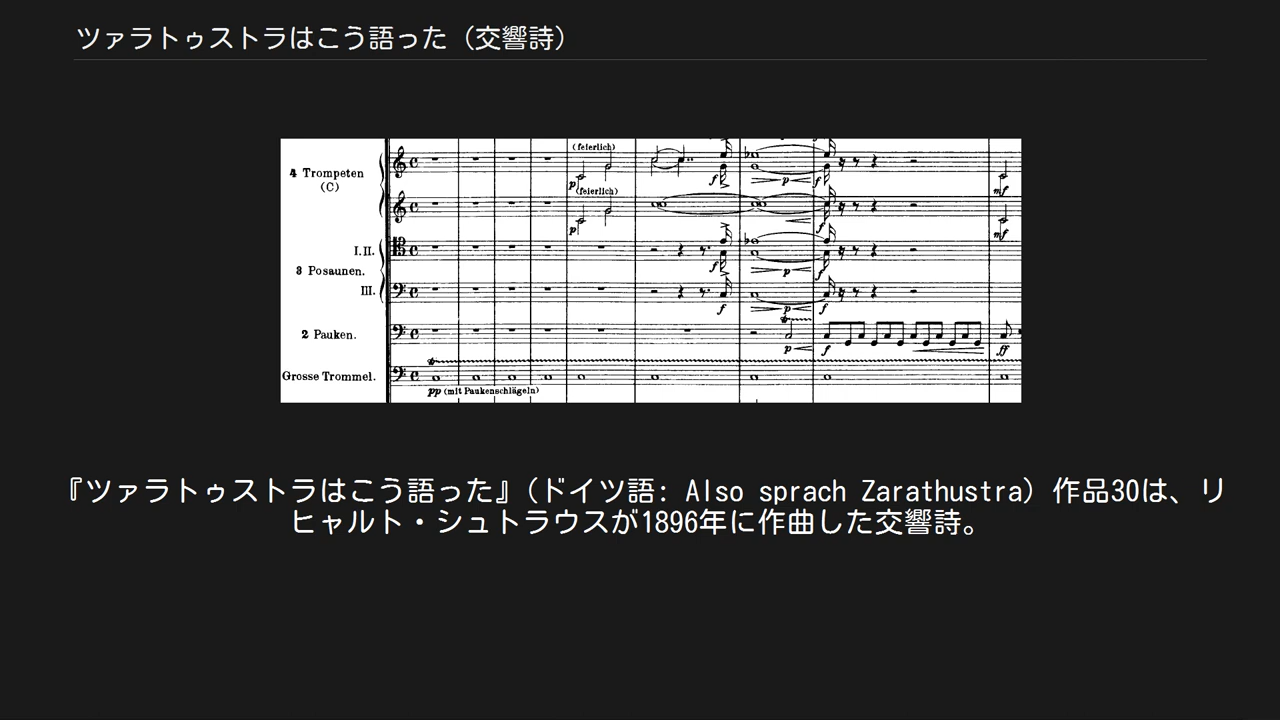 ツァラトゥストラはこう語った（交響詩）
4 Trompeten
(C)
(feierlich)
p
f
p
f
mf
(feierlich)
p
f
mf
I.II.
3 Posaunen.
III.
f
p
f
f
p
f
2 Pauken.
p
f
ff
Grosse Trommel.
pp (mit Paukenschlägeln)
『ツァラトゥストラはこう語った』（ドイツ語: Also sprach Zarathustra）作品30は、リ
ヒャルト・シュトラウスが1896年に作曲した交響詩。